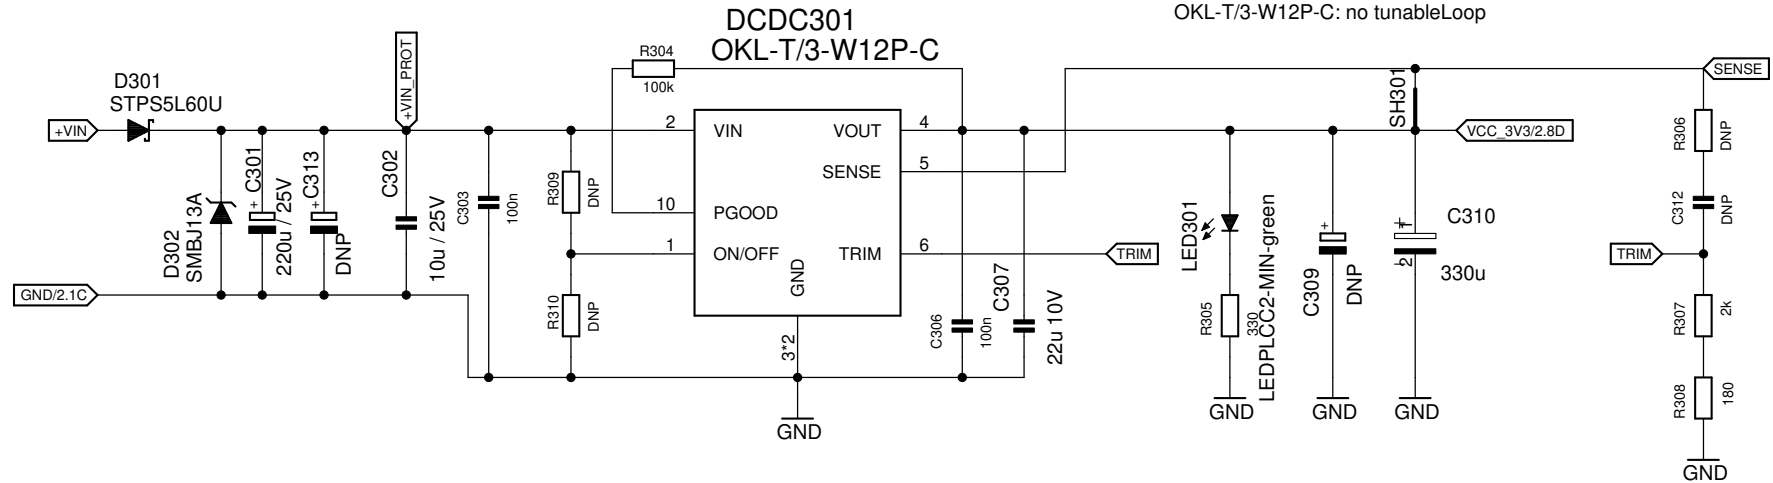 DCDC301
OKL-T/3-W12P-C
OKL-T/3-W12P-C: no tunableLoop
D301
STPS5L60U
+VIN_PROT
R304
100k
SH301
SENSE
+VIN
2
VIN
VOUT
4
VCC_3V3/2.8D
R306
DNP
5
SENSE
C301
+
220u / 25V
C313
+
DNP
C302
10u / 25V
C303
100n
R309
DNP
D302
SMBJ13A
10
PGOOD
C312
DNP
LED301
LEDPLCC2-MIN-green
+
C309
DNP
+
1
2
C310
330u
1
ON/OFF
TRIM
6
TRIM
TRIM
GND
GND/2.1C
R310
DNP
3*2
C306
100n
C307
22u 10V
R305
330
R307
2k
R308
180
GND
GND
GND
GND
GND